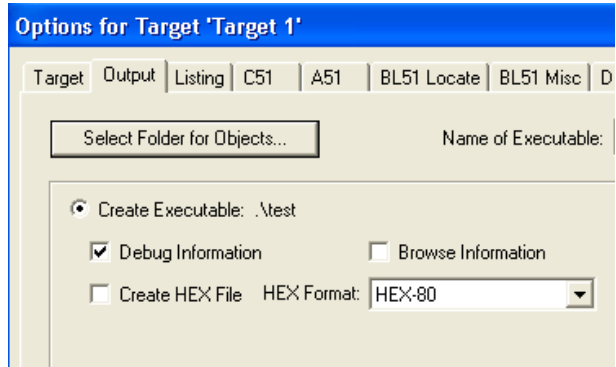 Options for Target 'Target 1'
Target Output Listing C51 A51 BL51 Locate BL51 Misc D
Select Folder for Objects... Name of Executable:
Create Executable: .\test
Debug Information Browse Information
Create HEX File HEX Format: HEX-80